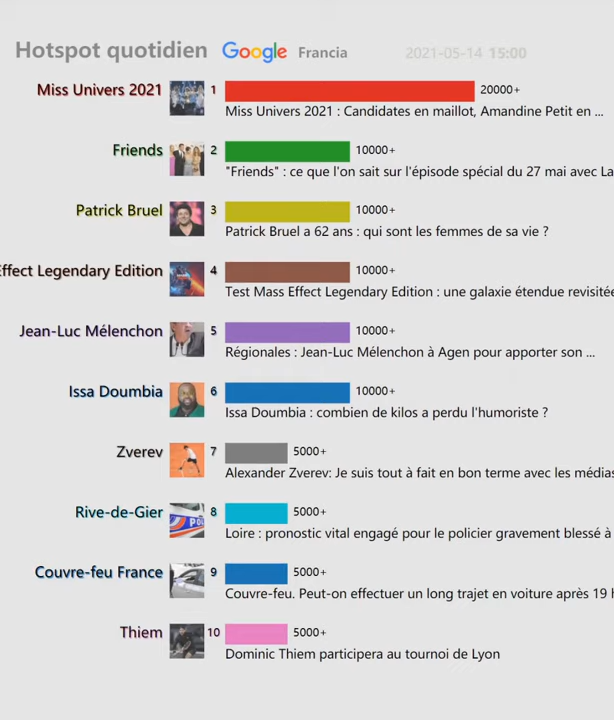 Hotspot quotidien Google Francia 2021-05-14 15:00
Miss Univers 2021 1 20000+
Miss Univers 2021 : Candidates en maillot, Amandine Petit en ...
Friends 2 10000+
"Friends" : ce que l'on sait sur l'épisode spécial du 27 mai avec La
Patrick Bruel 3 10000+
Patrick Bruel a 62 ans : qui sont les femmes de sa vie ?
Effect Legendary Edition 4 10000+
Test Mass Effect Legendary Edition : une galaxie étendue revisitée
Jean-Luc Mélenchon 5 10000+
Régionales : Jean-Luc Mélenchon à Agen pour apporter son ...
Issa Doumbia 6 10000+
Issa Doumbia : combien de kilos a perdu l'humoriste ?
Zverev 7 5000+
Alexander Zverev: Je suis tout à fait en bon terme avec les médias
Rive-de-Gier 8 5000+
Loire : pronostic vital engagé pour le policier gravement blessé à
Couvre-feu France 9 5000+
Couvre-feu. Peut-on effectuer un long trajet en voiture après 19 h
Thiem 10 5000+
Dominic Thiem participera au tournoi de Lyon